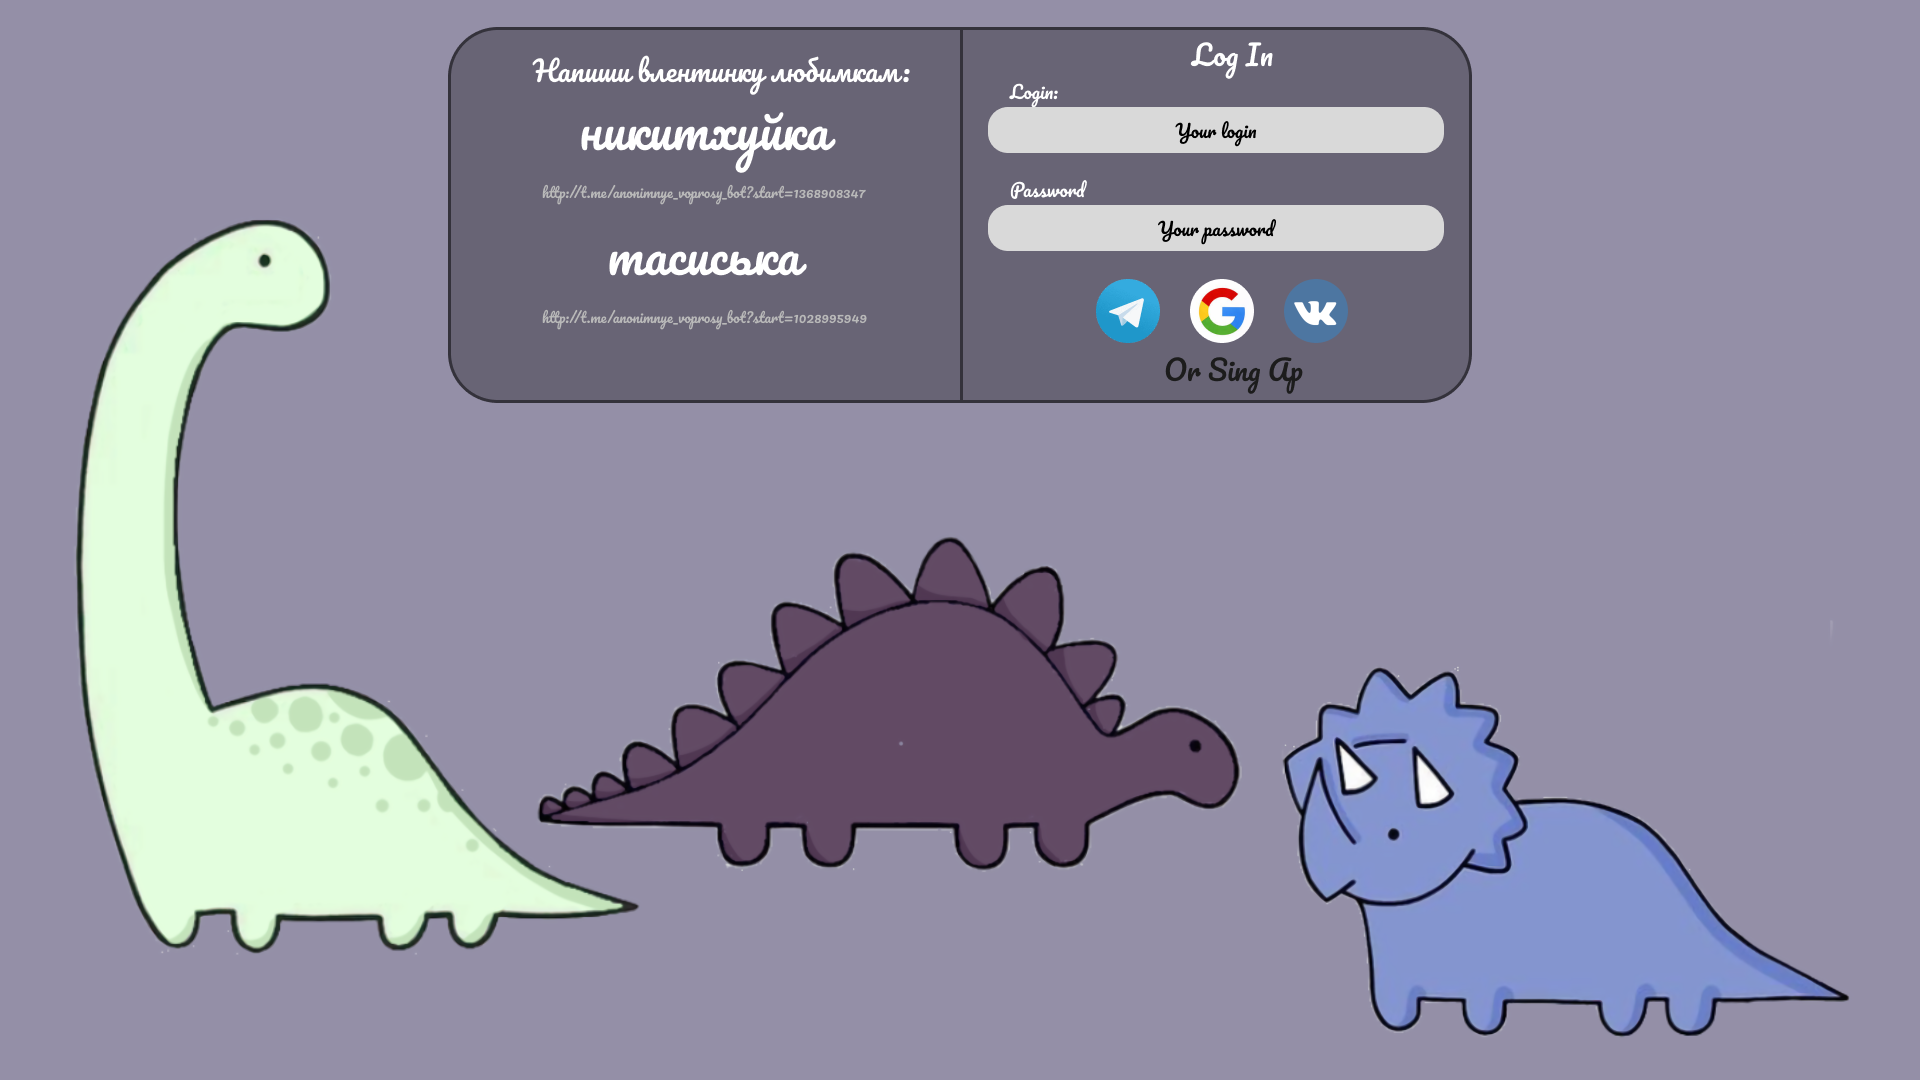 Напиши влентинку любимкам:
никитхуйка
http://t.me/anonimnye_voprosy_bot?start=1368908347
тасиська
http://t.me/anonimnye_voprosy_bot?start=1028995949
Log In
Login:
Your login
Password
Your password
Or Sing Ap